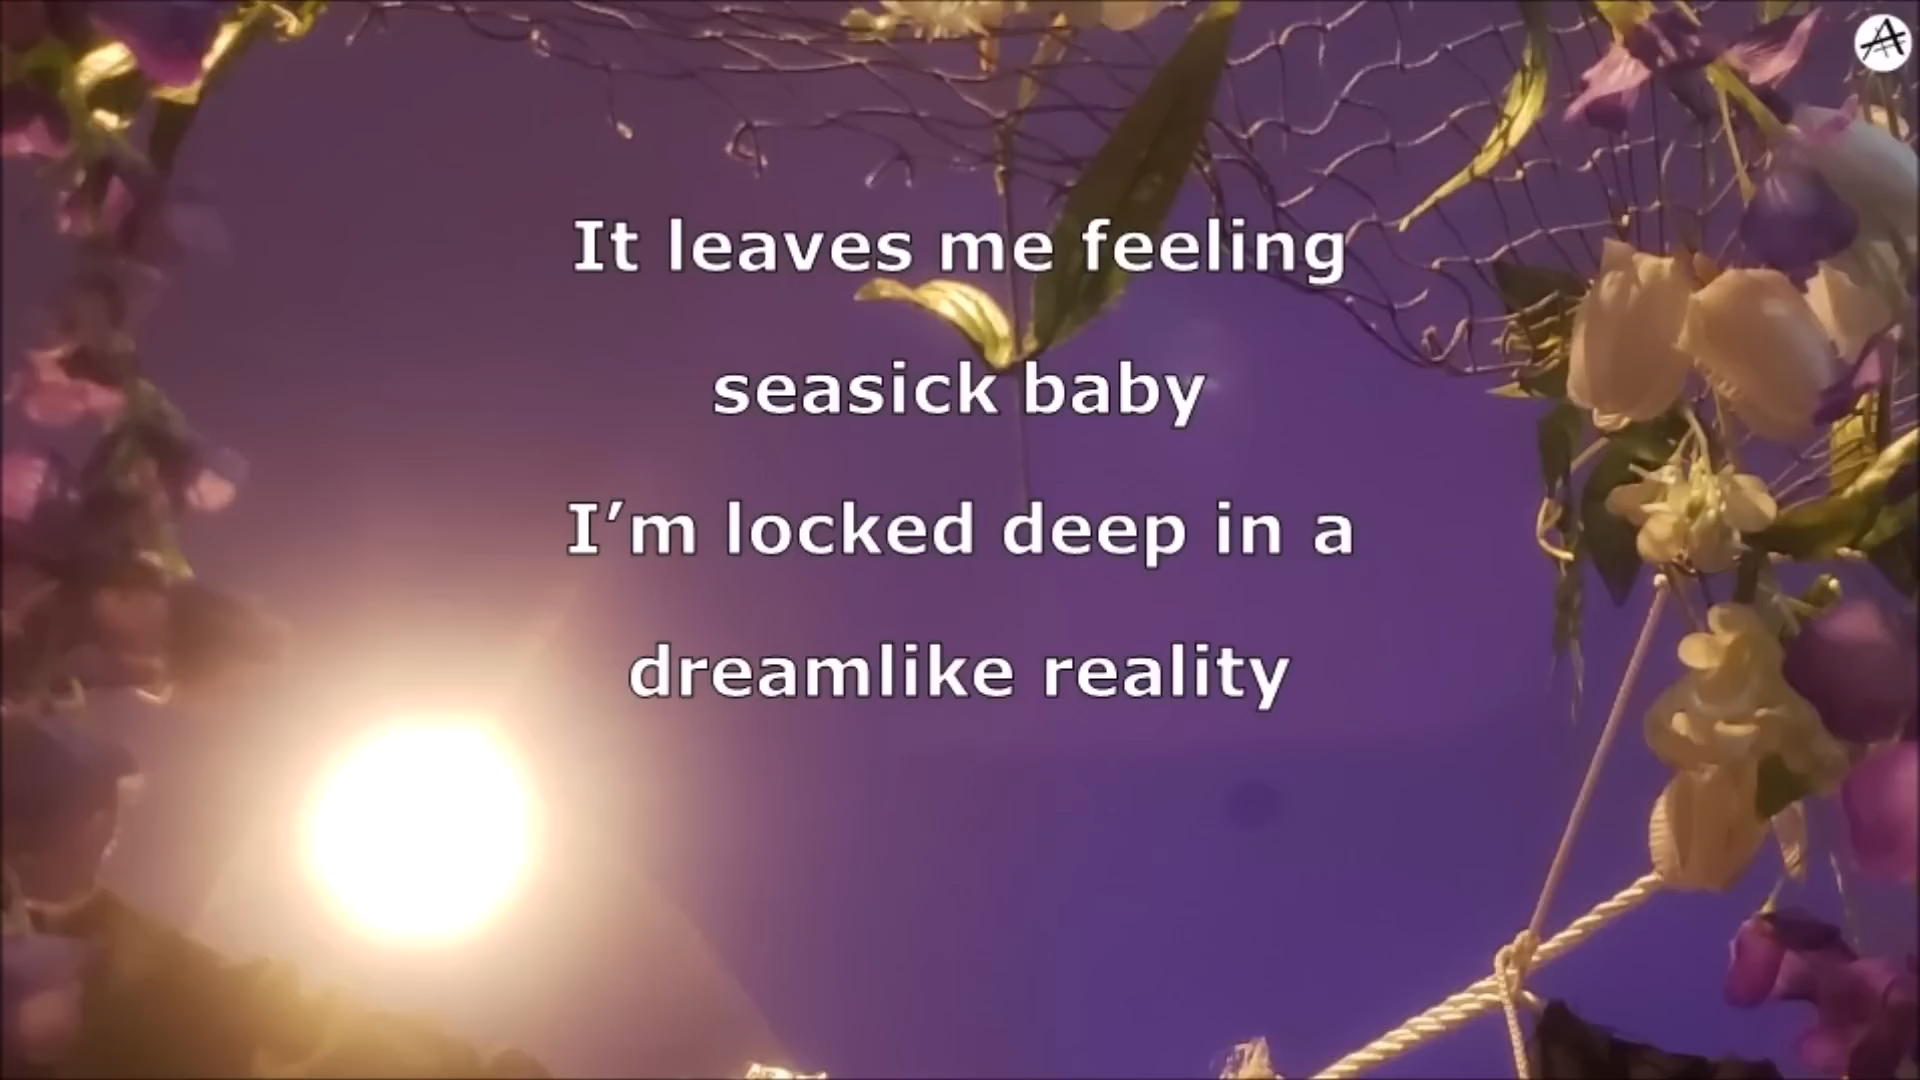 It leaves me feeling
seasick baby
I’m locked deep in a
dreamlike reality